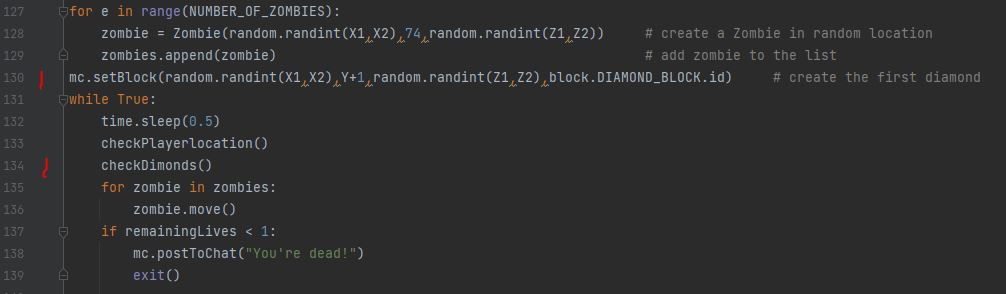 127 for e in range(NUMBER_OF_ZOMBIES):
128     zombie = Zombie(random.randint(X1,X2),74,random.randint(Z1,Z2))     # create a Zombie in random location
129     zombies.append(zombie)                                              # add zombie to the list
130 mc.setBlock(random.randint(X1,X2),Y+1,random.randint(Z1,Z2),block.DIAMOND_BLOCK.id)     # create the first diamond
131 while True:
132     time.sleep(0.5)
133     checkPlayerlocation()
134     checkDimonds()
135     for zombie in zombies:
136         zombie.move()
137     if remainingLives < 1:
138         mc.postToChat("You're dead!")
139         exit()